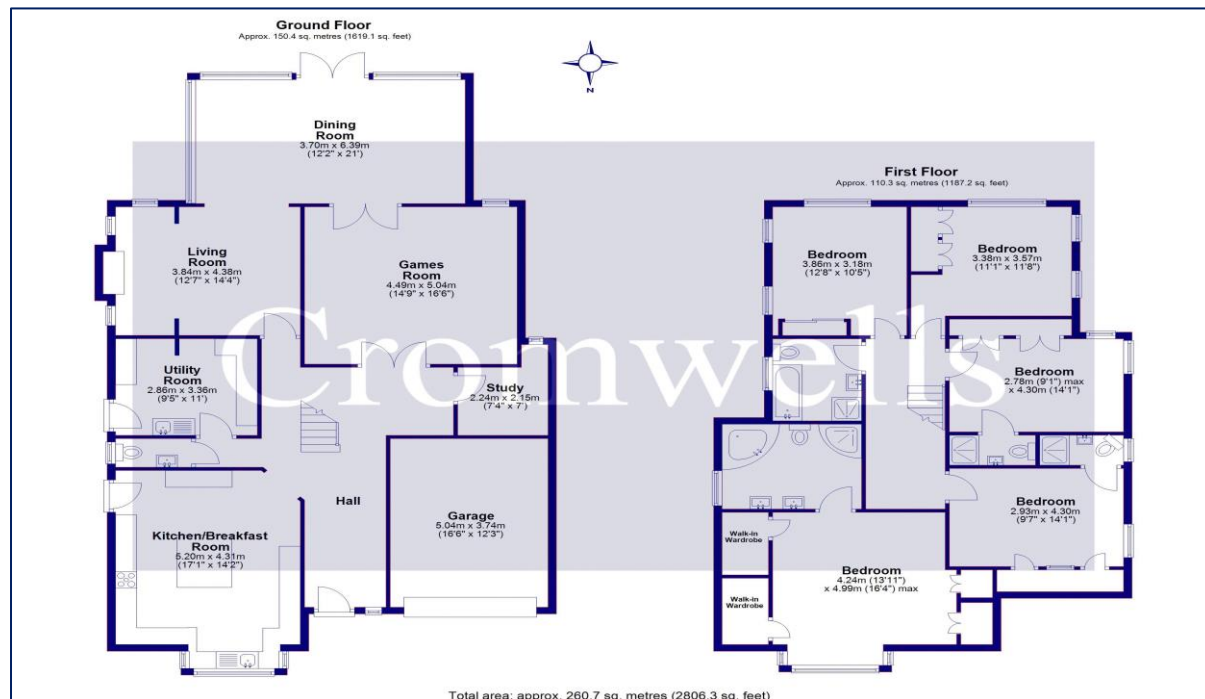 Ground Floor
Approx. 150.4 sq. metres (1619.1 sq. feet)
N
Dining
Room
3.70m x 6.39m
(12'2" x 21')
Living
Room
3.84m x 4.38m
(12'7" x 14'4")
Games
Room
4.49m x 5.04m
(14'9" x 16'6")
Utility
Room
2.86m x 3.36m
(9'5" x 11')
Study
2.24m x 2.15m
(7'4" x 7')
Hall
Kitchen/Breakfast
Room
5.20m x 4.31m
(17'1" x 14'2")
Garage
5.04m x 3.74m
(16'6" x 12'3")
Cromwells
First Floor
Approx. 110.3 sq. metres (1187.2 sq. feet)
Bedroom
3.86m x 3.18m
(12'8" x 10'5")
Bedroom
3.38m x 3.57m
(11'1" x 11'8")
Bedroom
2.78m (9'1") max
x 4.30m (14'1")
Bedroom
2.93m x 4.30m
(9'7" x 14'1")
Walk-in
Wardrobe
Walk-in
Wardrobe
Bedroom
4.24m (13'11")
x 4.99m (16'4") max
Total area: approx. 260.7 sq. metres (2806.3 sq. feet)